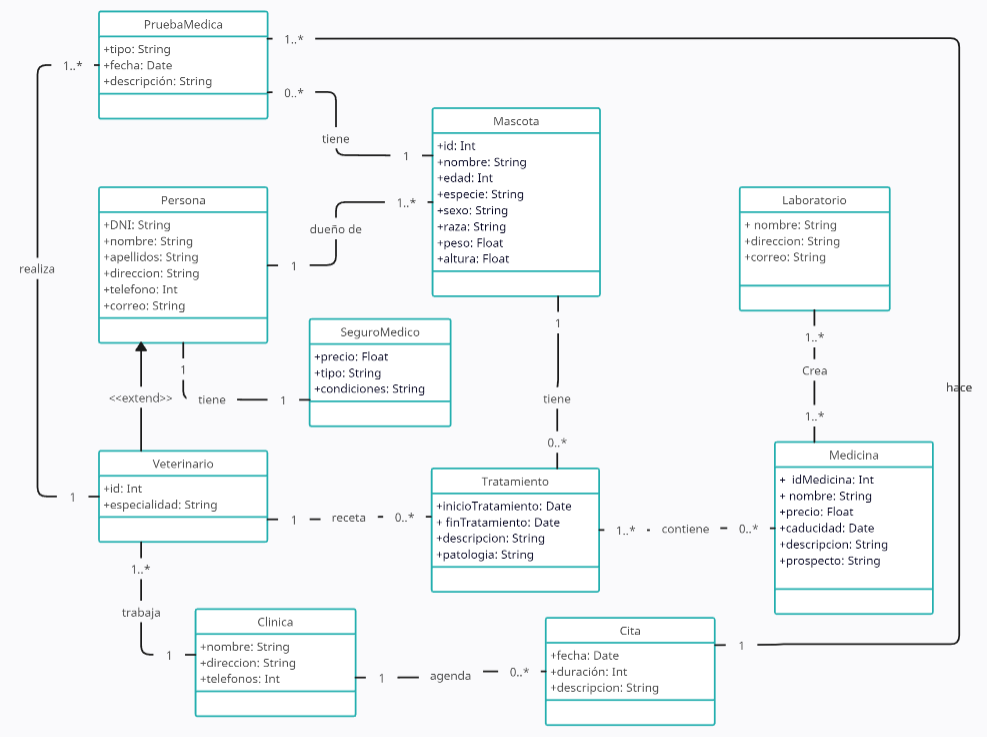 PruebaMedica
+tipo: String
+fecha: Date
+descripción: String
1..*
1..*
0..*
tiene
1
Mascota
+id: Int
+nombre: String
+edad: Int
+especie: String
+sexo: String
+raza: String
+peso: Float
+altura: Float
Persona
+DNI: String
+nombre: String
+apellidos: String
+direccion: String
+telefono: Int
+correo: String
1..*
dueño de
1
Laboratorio
+ nombre: String
+direccion: String
+correo: String
realiza
SeguroMedico
+precio: Float
+tipo: String
+condiciones: String
1
tiene
1
<<extend>>
1
tiene
0..*
1..*
Crea
1..*
hace
Veterinario
+id: Int
+especialidad: String
1
1
receta
0..*
Tratamiento
+inicioTratamiento: Date
+ finTratamiento: Date
+descripcion: String
+patologia: String
1..*
contiene
0..*
Medicina
+  idMedicina: Int
+ nombre: String
+precio: Float
+caducidad: Date
+descripcion: String
+prospecto: String
1..*
trabaja
1
Clinica
+nombre: String
+direccion: String
+telefonos: Int
1
agenda
0..*
Cita
+fecha: Date
+duración: Int
+descripcion: String
1